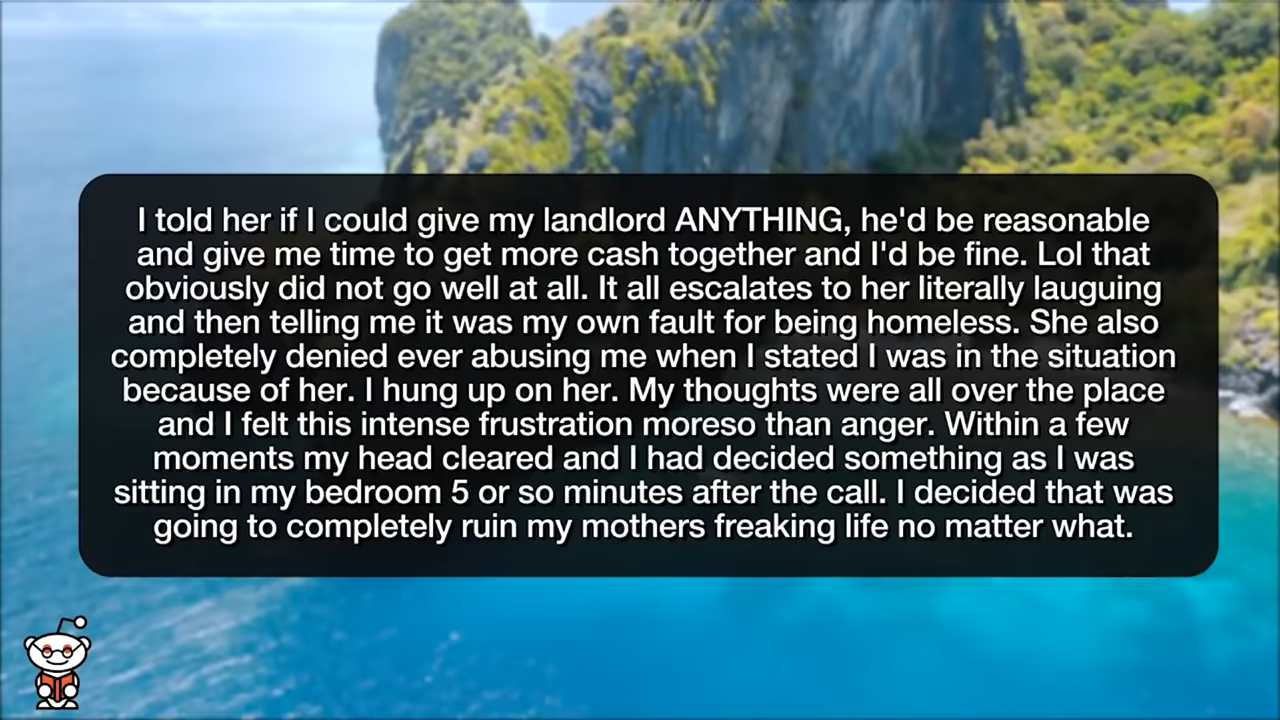 I told her if I could give my landlord ANYTHING, he'd be reasonable
and give me time to get more cash together and I'd be fine. Lol that
obviously did not go well at all. It all escalates to her literally lauguing
and then telling me it was my own fault for being homeless. She also
completely denied ever abusing me when I stated I was in the situation
because of her. I hung up on her. My thoughts were all over the place
and I felt this intense frustration moreso than anger. Within a few
moments my head cleared and I had decided something as I was
sitting in my bedroom 5 or so minutes after the call. I decided that was
going to completely ruin my mothers freaking life no matter what.